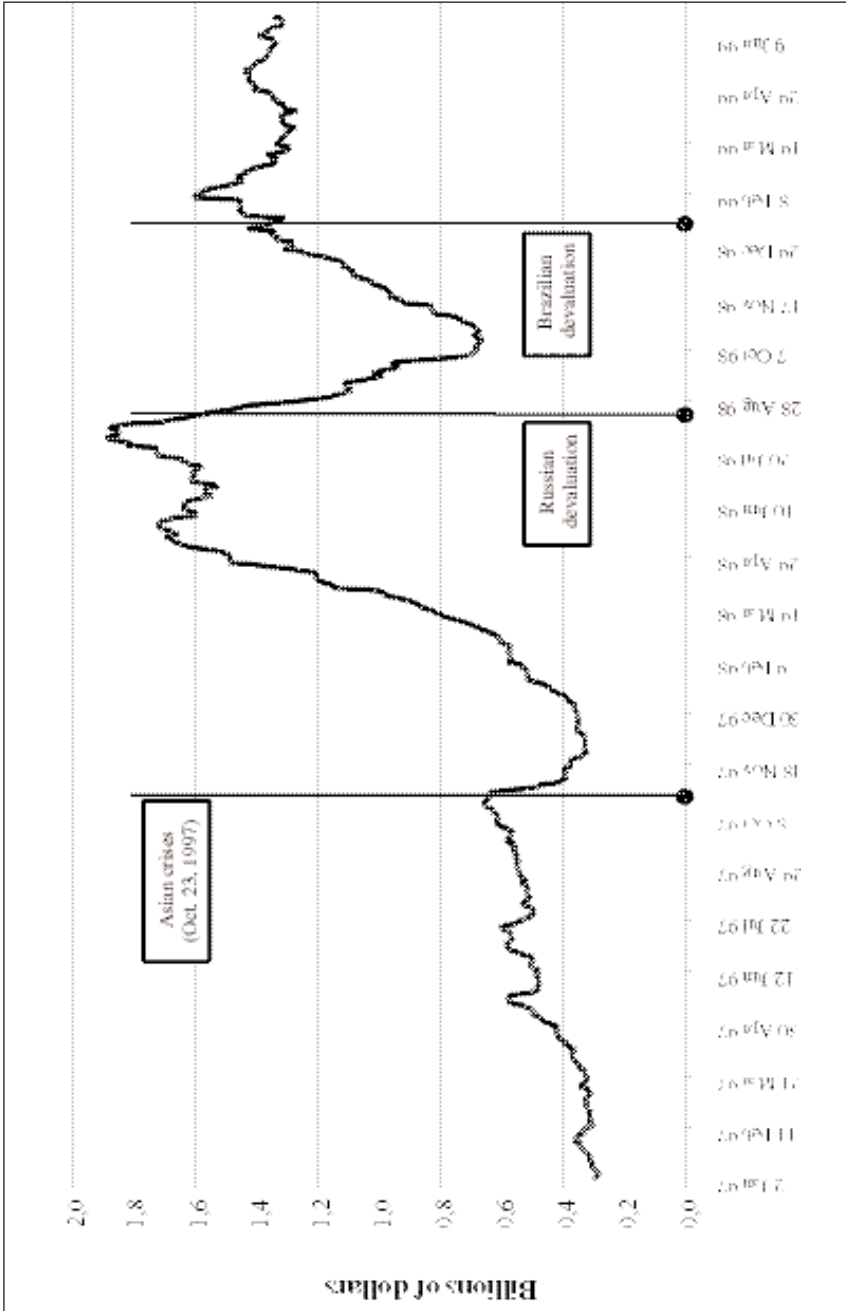 Billions of dollars
2,0
1,8
1,6
1,4
1,2
1,0
0,8
0,6
0,4
0,2
0,0
Asian crises
(Oct. 23, 1997)
Russian
devaluation
Brazilian
devaluation
2 Jan 97
11 Feb 97
21 Mar 97
30 Apr 97
12 Jun 97
22 Jul 97
29 Aug 97
Oct 97
18 Nov 97
30 Dec 97
9 Feb 98
19 Mar 98
29 Apr 98
10 Jun 98
20 Jul 98
28 Aug 98
7 Oct 98
17 Nov 98
29 Dec 98
8 Feb 99
19 Mar 99
29 Apr 99
9 Jun 99